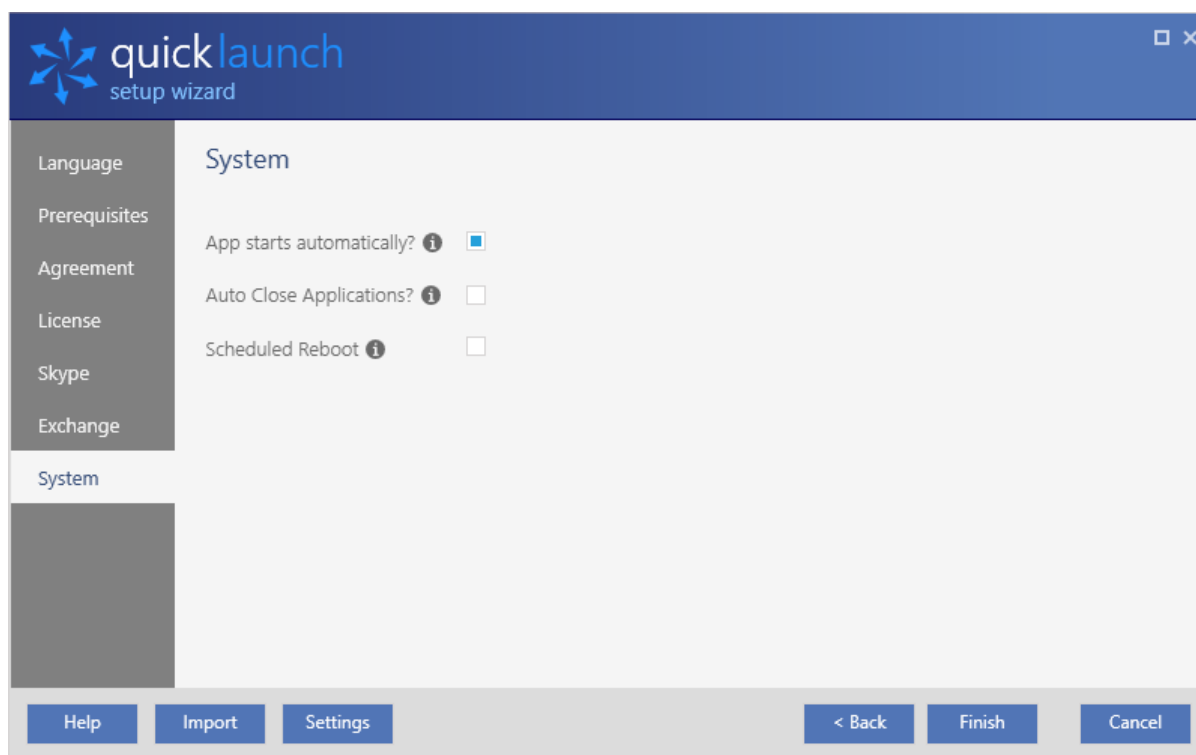 quicklaunch
setup wizard
Language
Prerequisites
Agreement
License
Skype
Exchange
System
System
App starts automatically?
Auto Close Applications?
Scheduled Reboot
Help
Import
Settings
< Back
Finish
Cancel